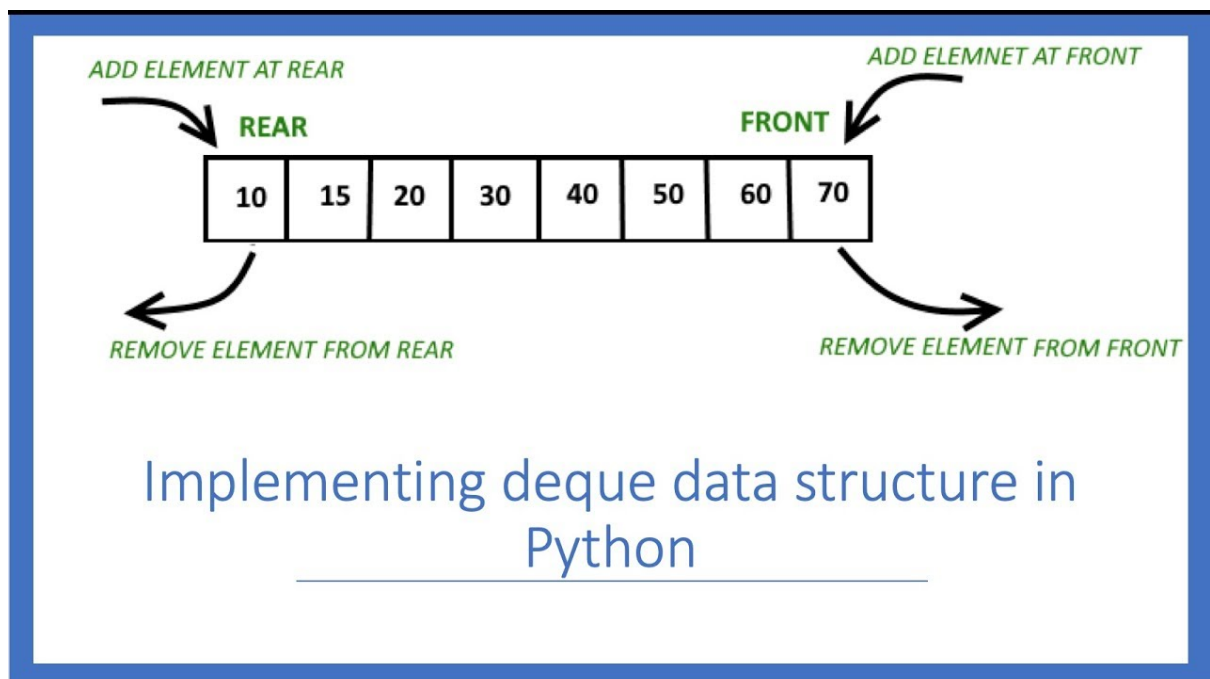 ADD ELEMENT AT REAR
ADD ELEMNET AT FRONT
REAR
FRONT
10 15 20 30 40 50 60 70
REMOVE ELEMENT FROM REAR
REMOVE ELEMENT FROM FRONT
Implementing deque data structure in
Python